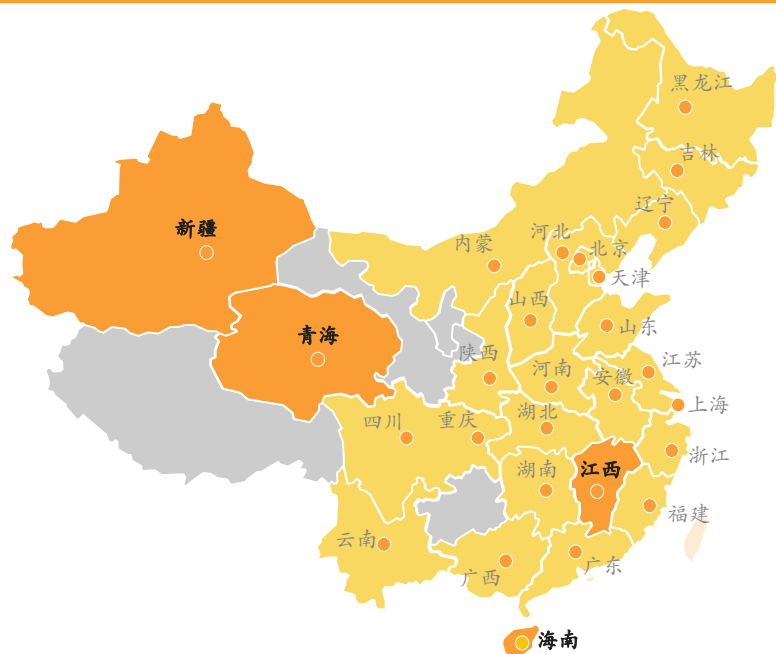 黑龙江
吉林
辽宁
新疆
河北
内蒙
北京
天津
山西
山东
青海
陕西
江苏
河南
安徽
上海
湖北
四川
重庆
浙江
湖南
江西
福建
云南
广东
广西
海南